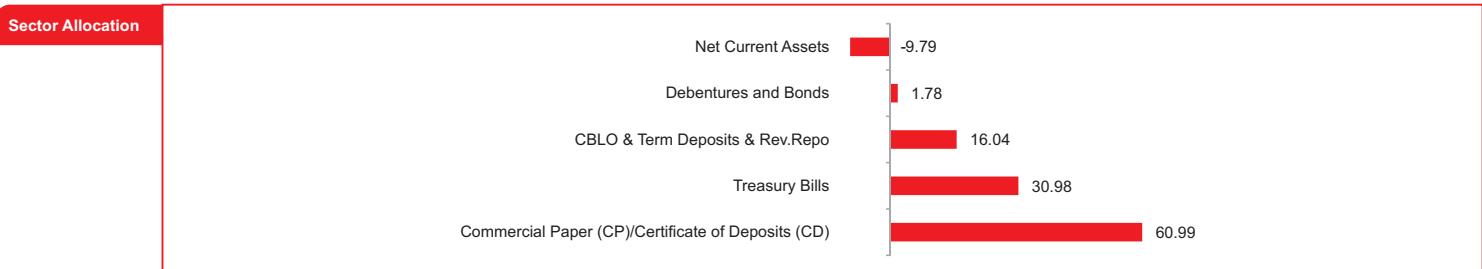 Sector Allocation
Net Current Assets -9.79
Debentures and Bonds 1.78
CBLO & Term Deposits & Rev.Repo 16.04
Treasury Bills 30.98
Commercial Paper (CP)/Certificate of Deposits (CD) 60.99